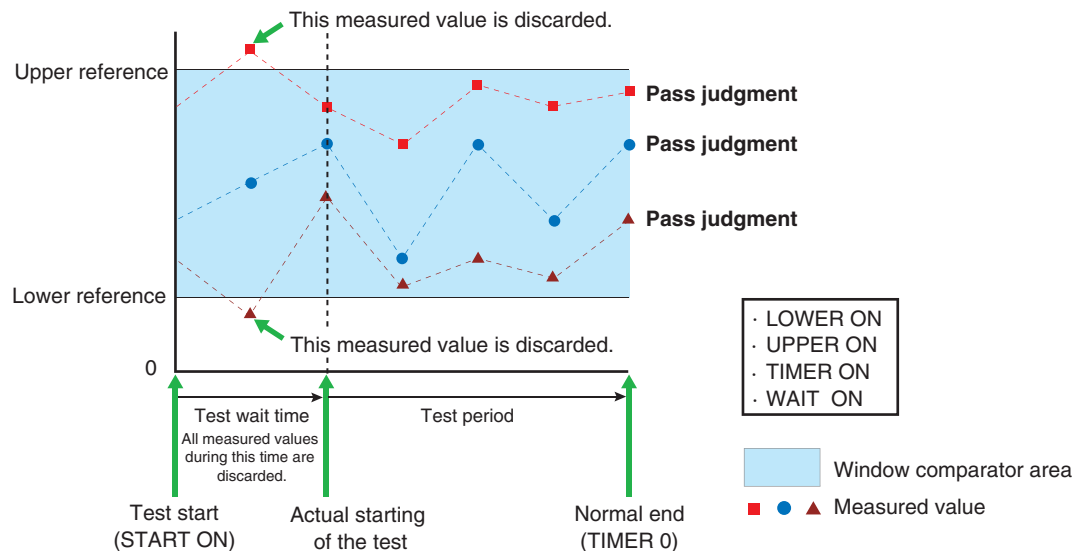 This measured value is discarded.
Upper reference
Pass judgment
Pass judgment
Pass judgment
Lower reference
This measured value is discarded.
0
· LOWER ON
· UPPER ON
· TIMER ON
· WAIT ON
Test wait time
All measured values
during this time are
discarded.
Test period
Window comparator area
Measured value
Test start
(START ON)
Actual starting
of the test
Normal end
(TIMER 0)